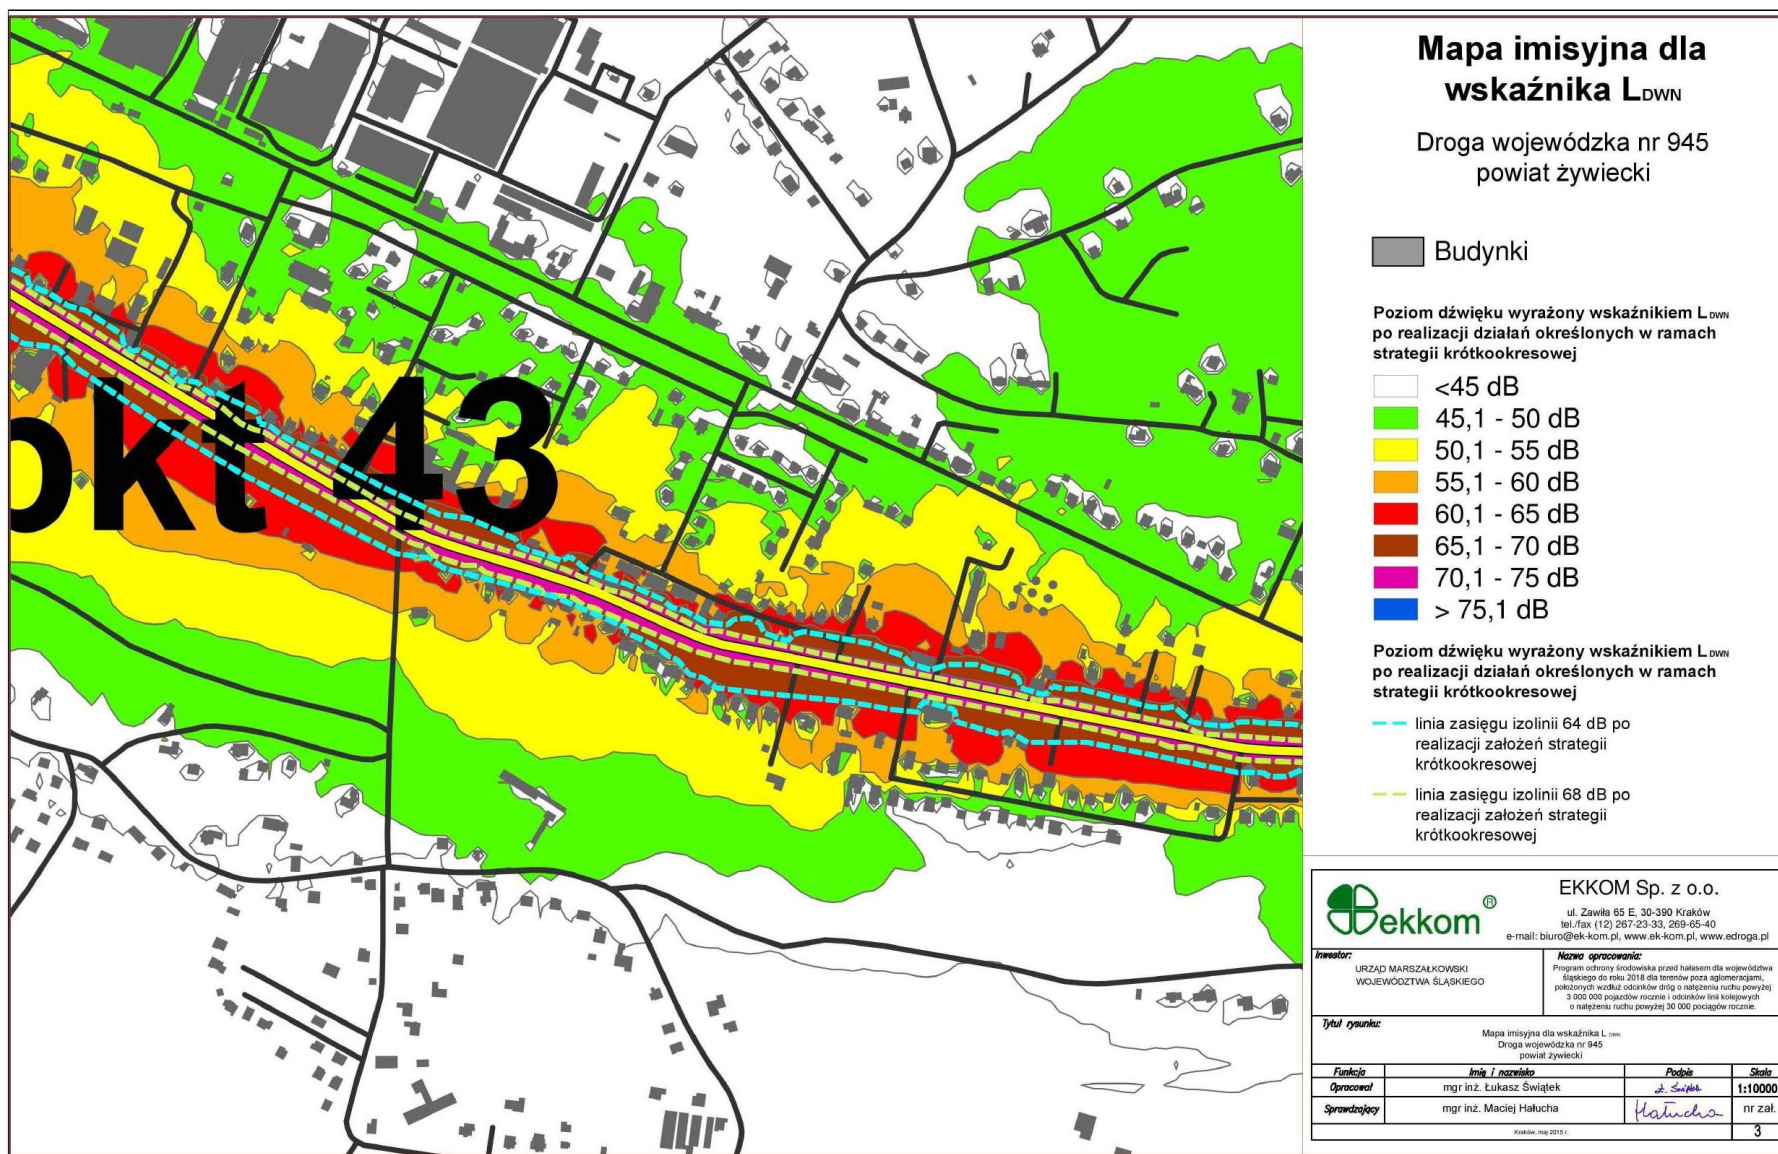 Mapa imisyjna dla
wskaźnika LDWN
Droga wojewódzka nr 945
powiat żywiecki
Budynki
Poziom dźwięku wyrażony wskaźnikiem LDWN
po realizacji działań określonych w ramach
strategii krótkookresowej
<45 dB
45,1 - 50 dB
50,1 - 55 dB
55,1 - 60 dB
60,1 - 65 dB
65,1 - 70 dB
70,1 - 75 dB
> 75,1 dB
Poziom dźwięku wyrażony wskaźnikiem LDWN
po realizacji działań określonych w ramach
strategii krótkookresowej
linia zasięgu izolinii 64 dB po
realizacji założeń strategii
krótkookresowej
linia zasięgu izolinii 68 dB po
realizacji założeń strategii
krótkookresowej
pkt 43
ekkom®
EKKOM Sp. z o.o.
ul. Zawiła 65 E, 30-390 Kraków
tel./fax (12) 267-23-33, 269-65-40
e-mail: biuro@ek-kom.pl, www.ek-kom.pl, www.edroga.pl
Inwestor:
URZĄD MARSZAŁKOWSKI
WOJEWÓDZTWA ŚLĄSKIEGO
Nazwa opracowania:
Program ochrony środowiska przed hałasem dla województwa
śląskiego do roku 2018 dla terenów poza aglomeracjami,
położonych wzdłuż odcinków dróg o natężeniu ruchu powyżej
3 000 000 pojazdów rocznie i odcinków linii kolejowych
o natężeniu ruchu powyżej 30 000 pociągów rocznie.
Tytuł rysunku:
Mapa imisyjna dla wskaźnika L DWN
Droga wojewódzka nr 945
powiat żywiecki
Funkcja Imię i nazwisko Podpis Skala
Opracował mgr inż. Łukasz Świątek Ł. Świątek 1:10000
Sprawdzający mgr inż. Maciej Hałucha Hałucha nr zał.
Kraków, maj 2015 r. 3